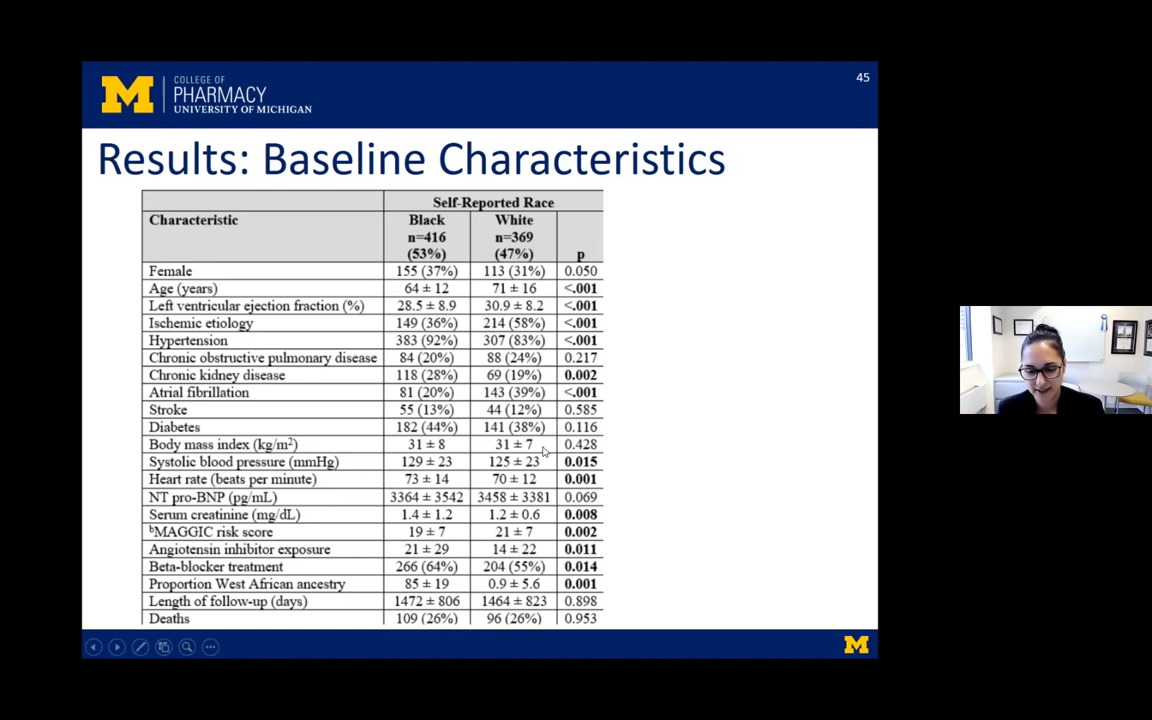 45
M
COLLEGE OF
PHARMACY
UNIVERSITY OF MICHIGAN
Results: Baseline Characteristics
Self-Reported Race
Characteristic Black n=416 (53%) White n=369 (47%) p
Female 155 (37%) 113 (31%) 0.050
Age (years) 64 ± 12 71 ± 16 <.001
Left ventricular ejection fraction (%) 28.5 ± 8.9 30.9 ± 8.2 <.001
Ischemic etiology 149 (36%) 214 (58%) <.001
Hypertension 383 (92%) 307 (83%) <.001
Chronic obstructive pulmonary disease 84 (20%) 88 (24%) 0.217
Chronic kidney disease 118 (28%) 69 (19%) 0.002
Atrial fibrillation 81 (20%) 143 (39%) <.001
Stroke 55 (13%) 44 (12%) 0.585
Diabetes 182 (44%) 141 (38%) 0.116
Body mass index (kg/m²) 31 ± 8 31 ± 7 0.428
Systolic blood pressure (mmHg) 129 ± 23 125 ± 23 0.015
Heart rate (beats per minute) 73 ± 14 70 ± 12 0.001
NT pro-BNP (pg/mL) 3364 ± 3542 3458 ± 3381 0.069
Serum creatinine (mg/dL) 1.4 ± 1.2 1.2 ± 0.6 0.008
ᵇMAGGIC risk score 19 ± 7 21 ± 7 0.002
Angiotensin inhibitor exposure 21 ± 29 14 ± 22 0.011
Beta-blocker treatment 266 (64%) 204 (55%) 0.014
Proportion West African ancestry 85 ± 19 0.9 ± 5.6 0.001
Length of follow-up (days) 1472 ± 806 1464 ± 823 0.898
Deaths 109 (26%) 96 (26%) 0.953
M